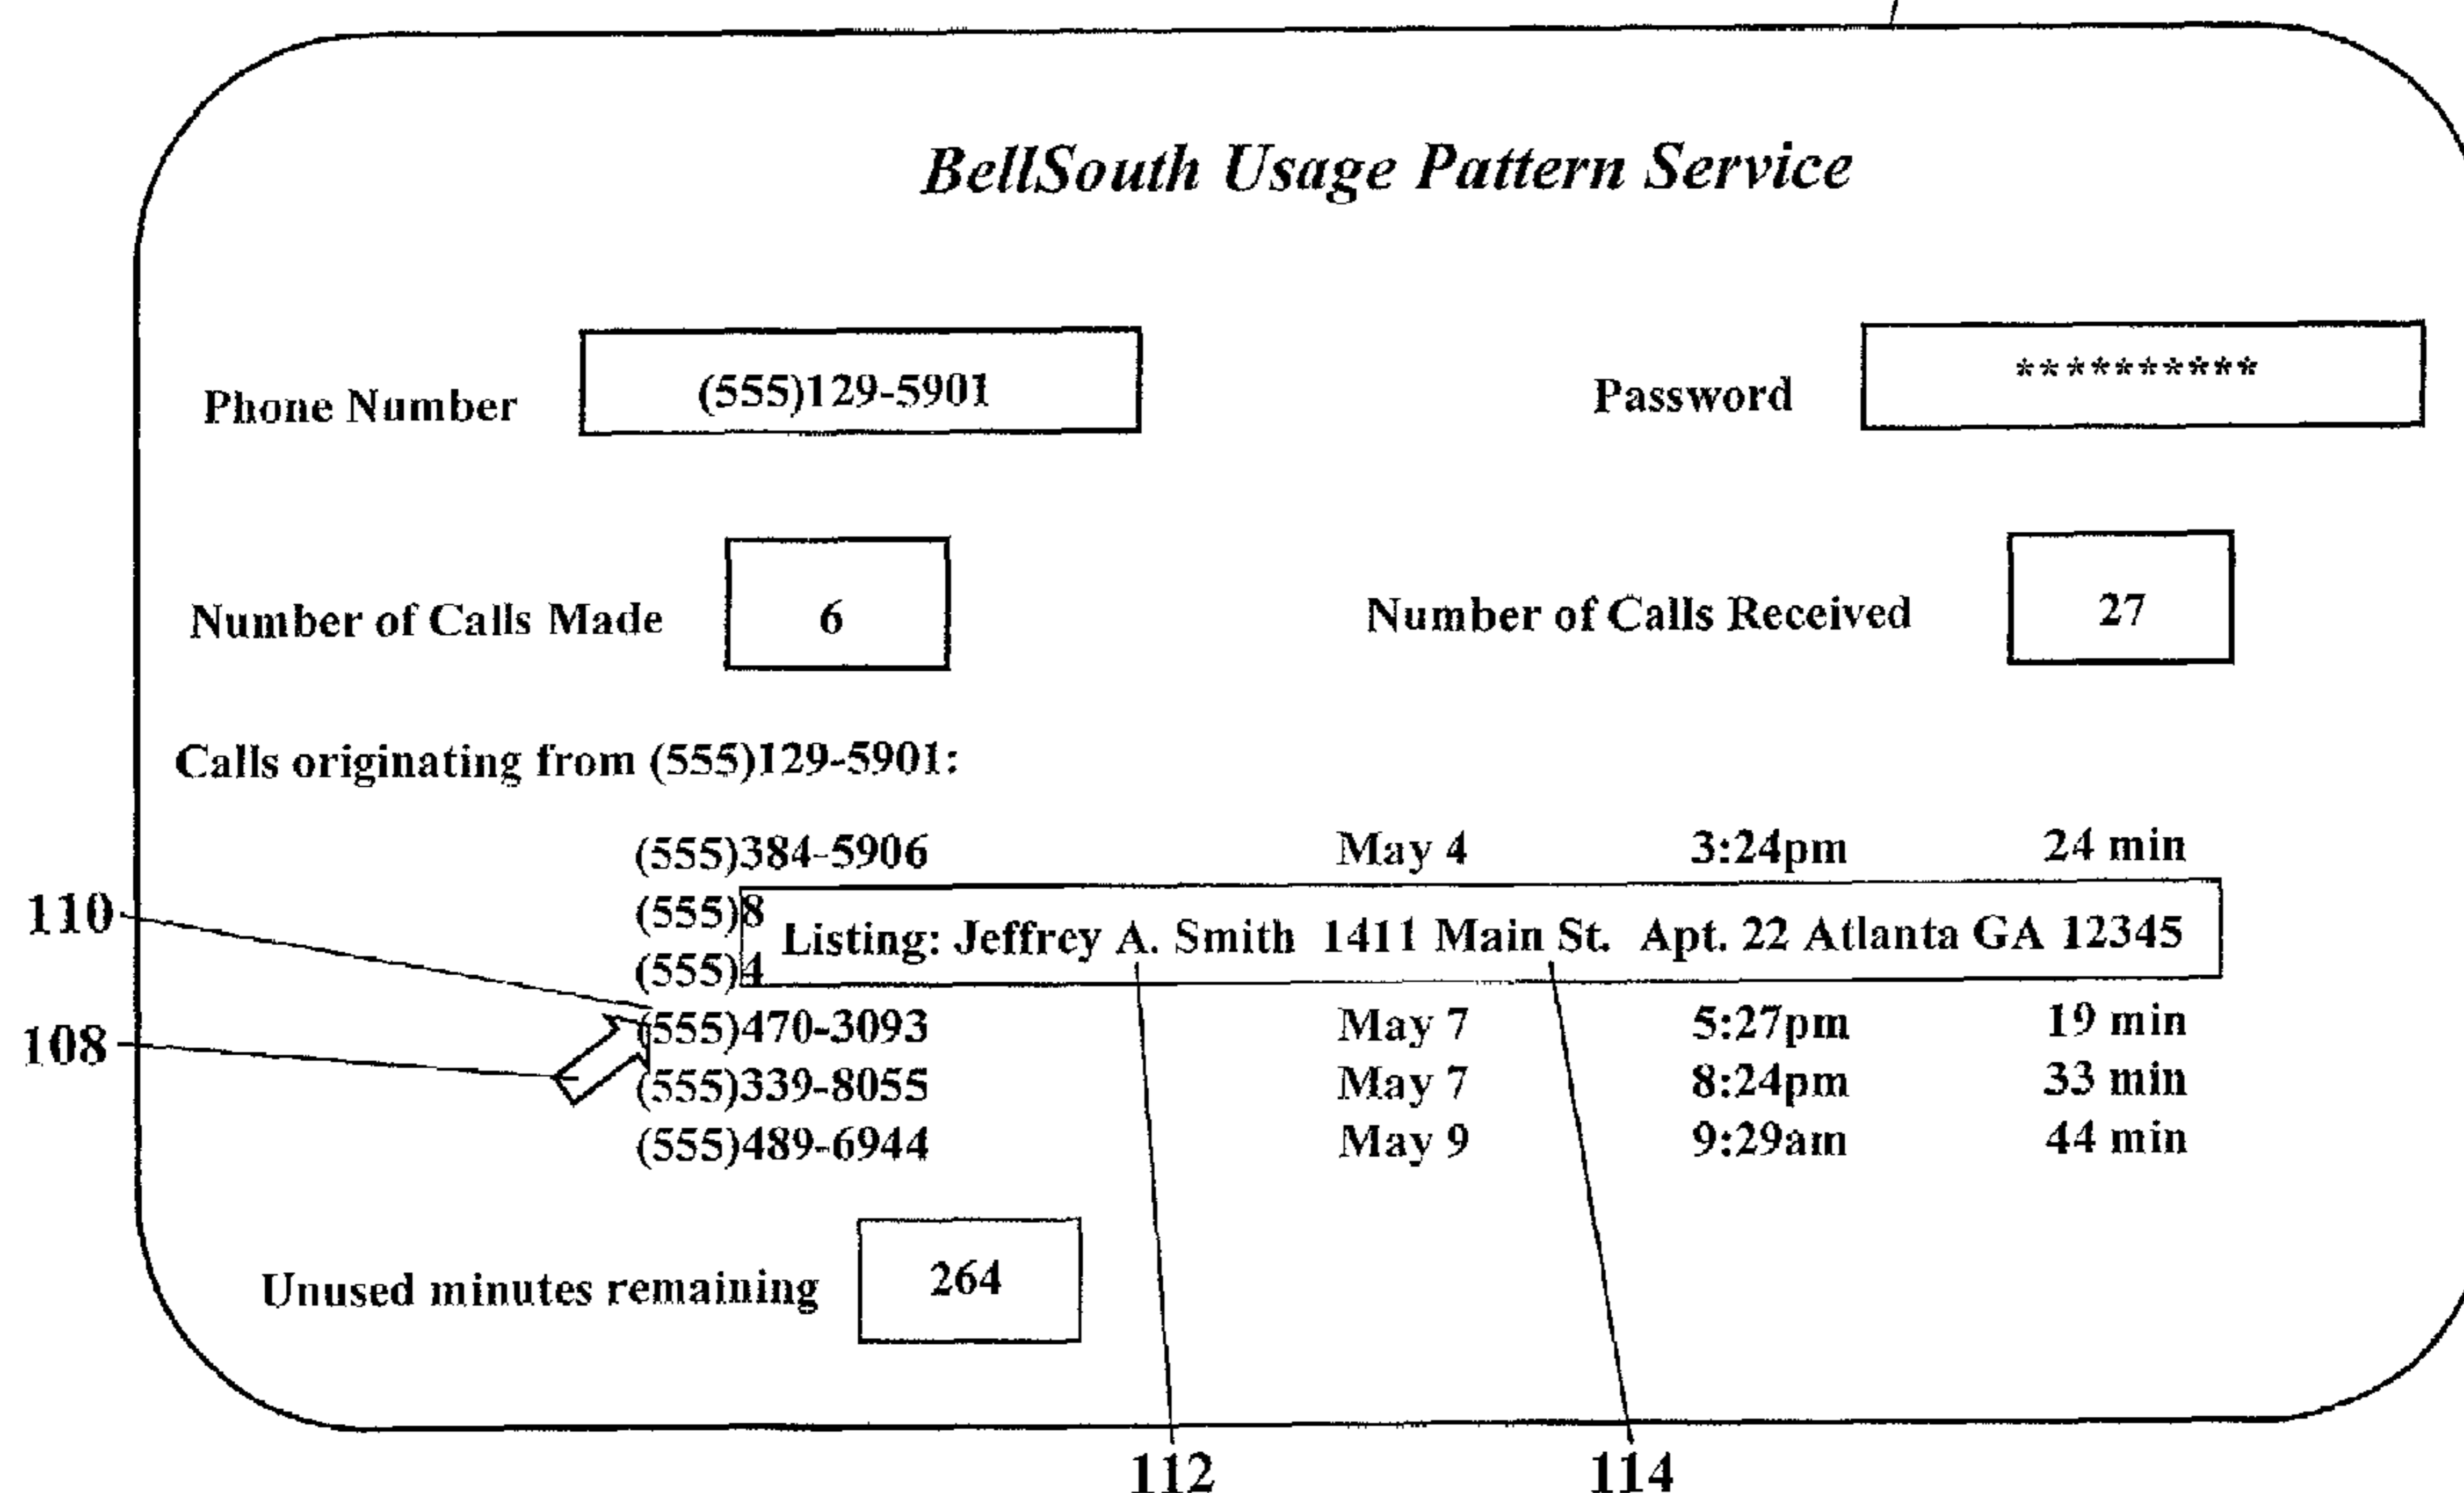 BellSouth Usage Pattern Service
Phone Number (555)129-5901 Password **********
Number of Calls Made 6 Number of Calls Received 27
Calls originating from (555)129-5901:
(555)384-5906 May 4 3:24pm 24 min
110 (555)8
Listing: Jeffrey A. Smith 1411 Main St. Apt. 22 Atlanta GA 12345
(555)4
(555)470-3093 May 7 5:27pm 19 min
108
(555)339-8055 May 7 8:24pm 33 min
(555)489-6944 May 9 9:29am 44 min
Unused minutes remaining 264
112 114